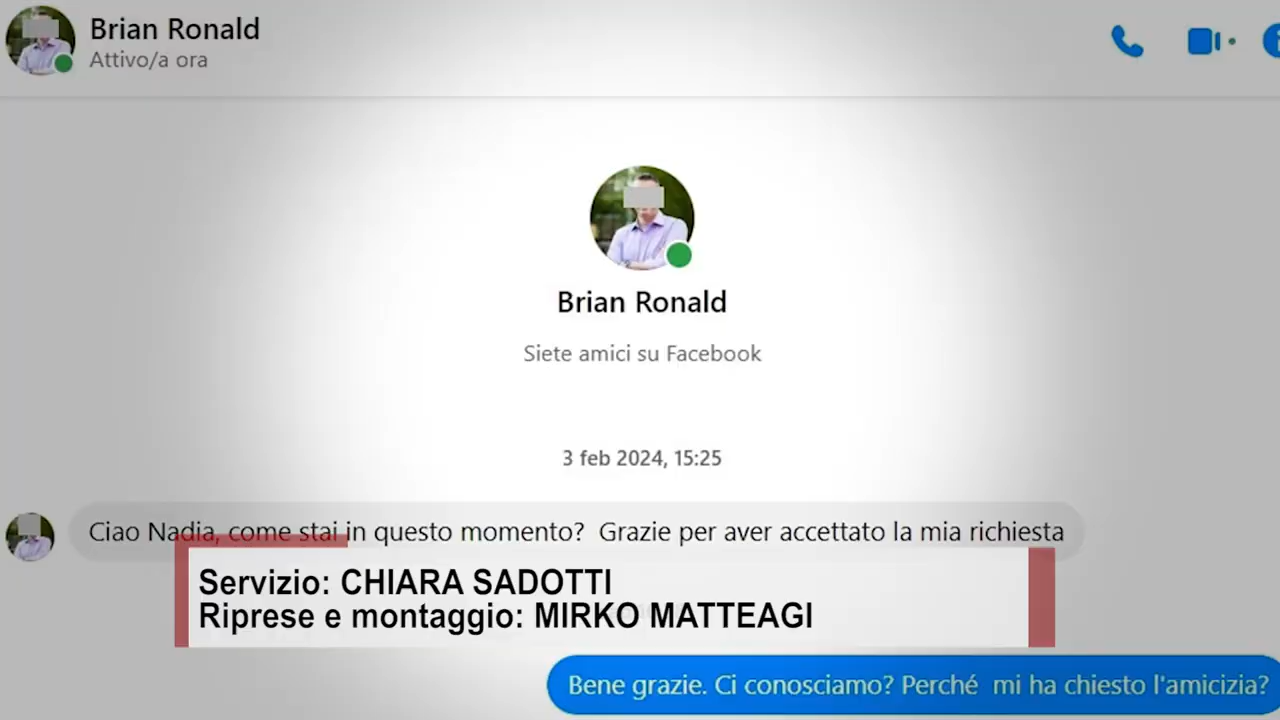 Brian Ronald
Attivo/a ora
Brian Ronald
Siete amici su Facebook
3 feb 2024, 15:25
Ciao Nadia, come stai in questo momento?  Grazie per aver accettato la mia richiesta
Servizio: CHIARA SADOTTI
Riprese e montaggio: MIRKO MATTEAGI
Bene grazie. Ci conosciamo? Perché  mi ha chiesto l'amicizia?